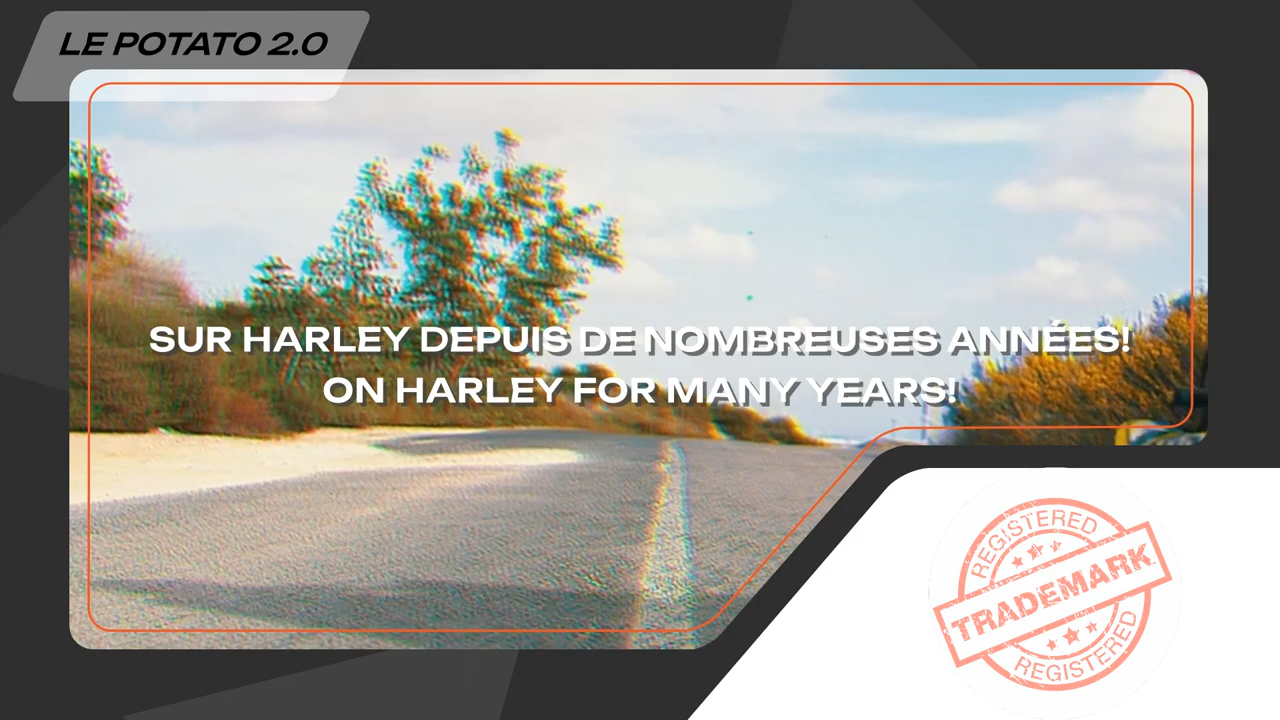 LE POTATO 2.0
SUR HARLEY DEPUIS DE NOMBREUSES ANNÉES!
ON HARLEY FOR MANY YEARS!
REGISTERED
TRADEMARK
REGISTERED